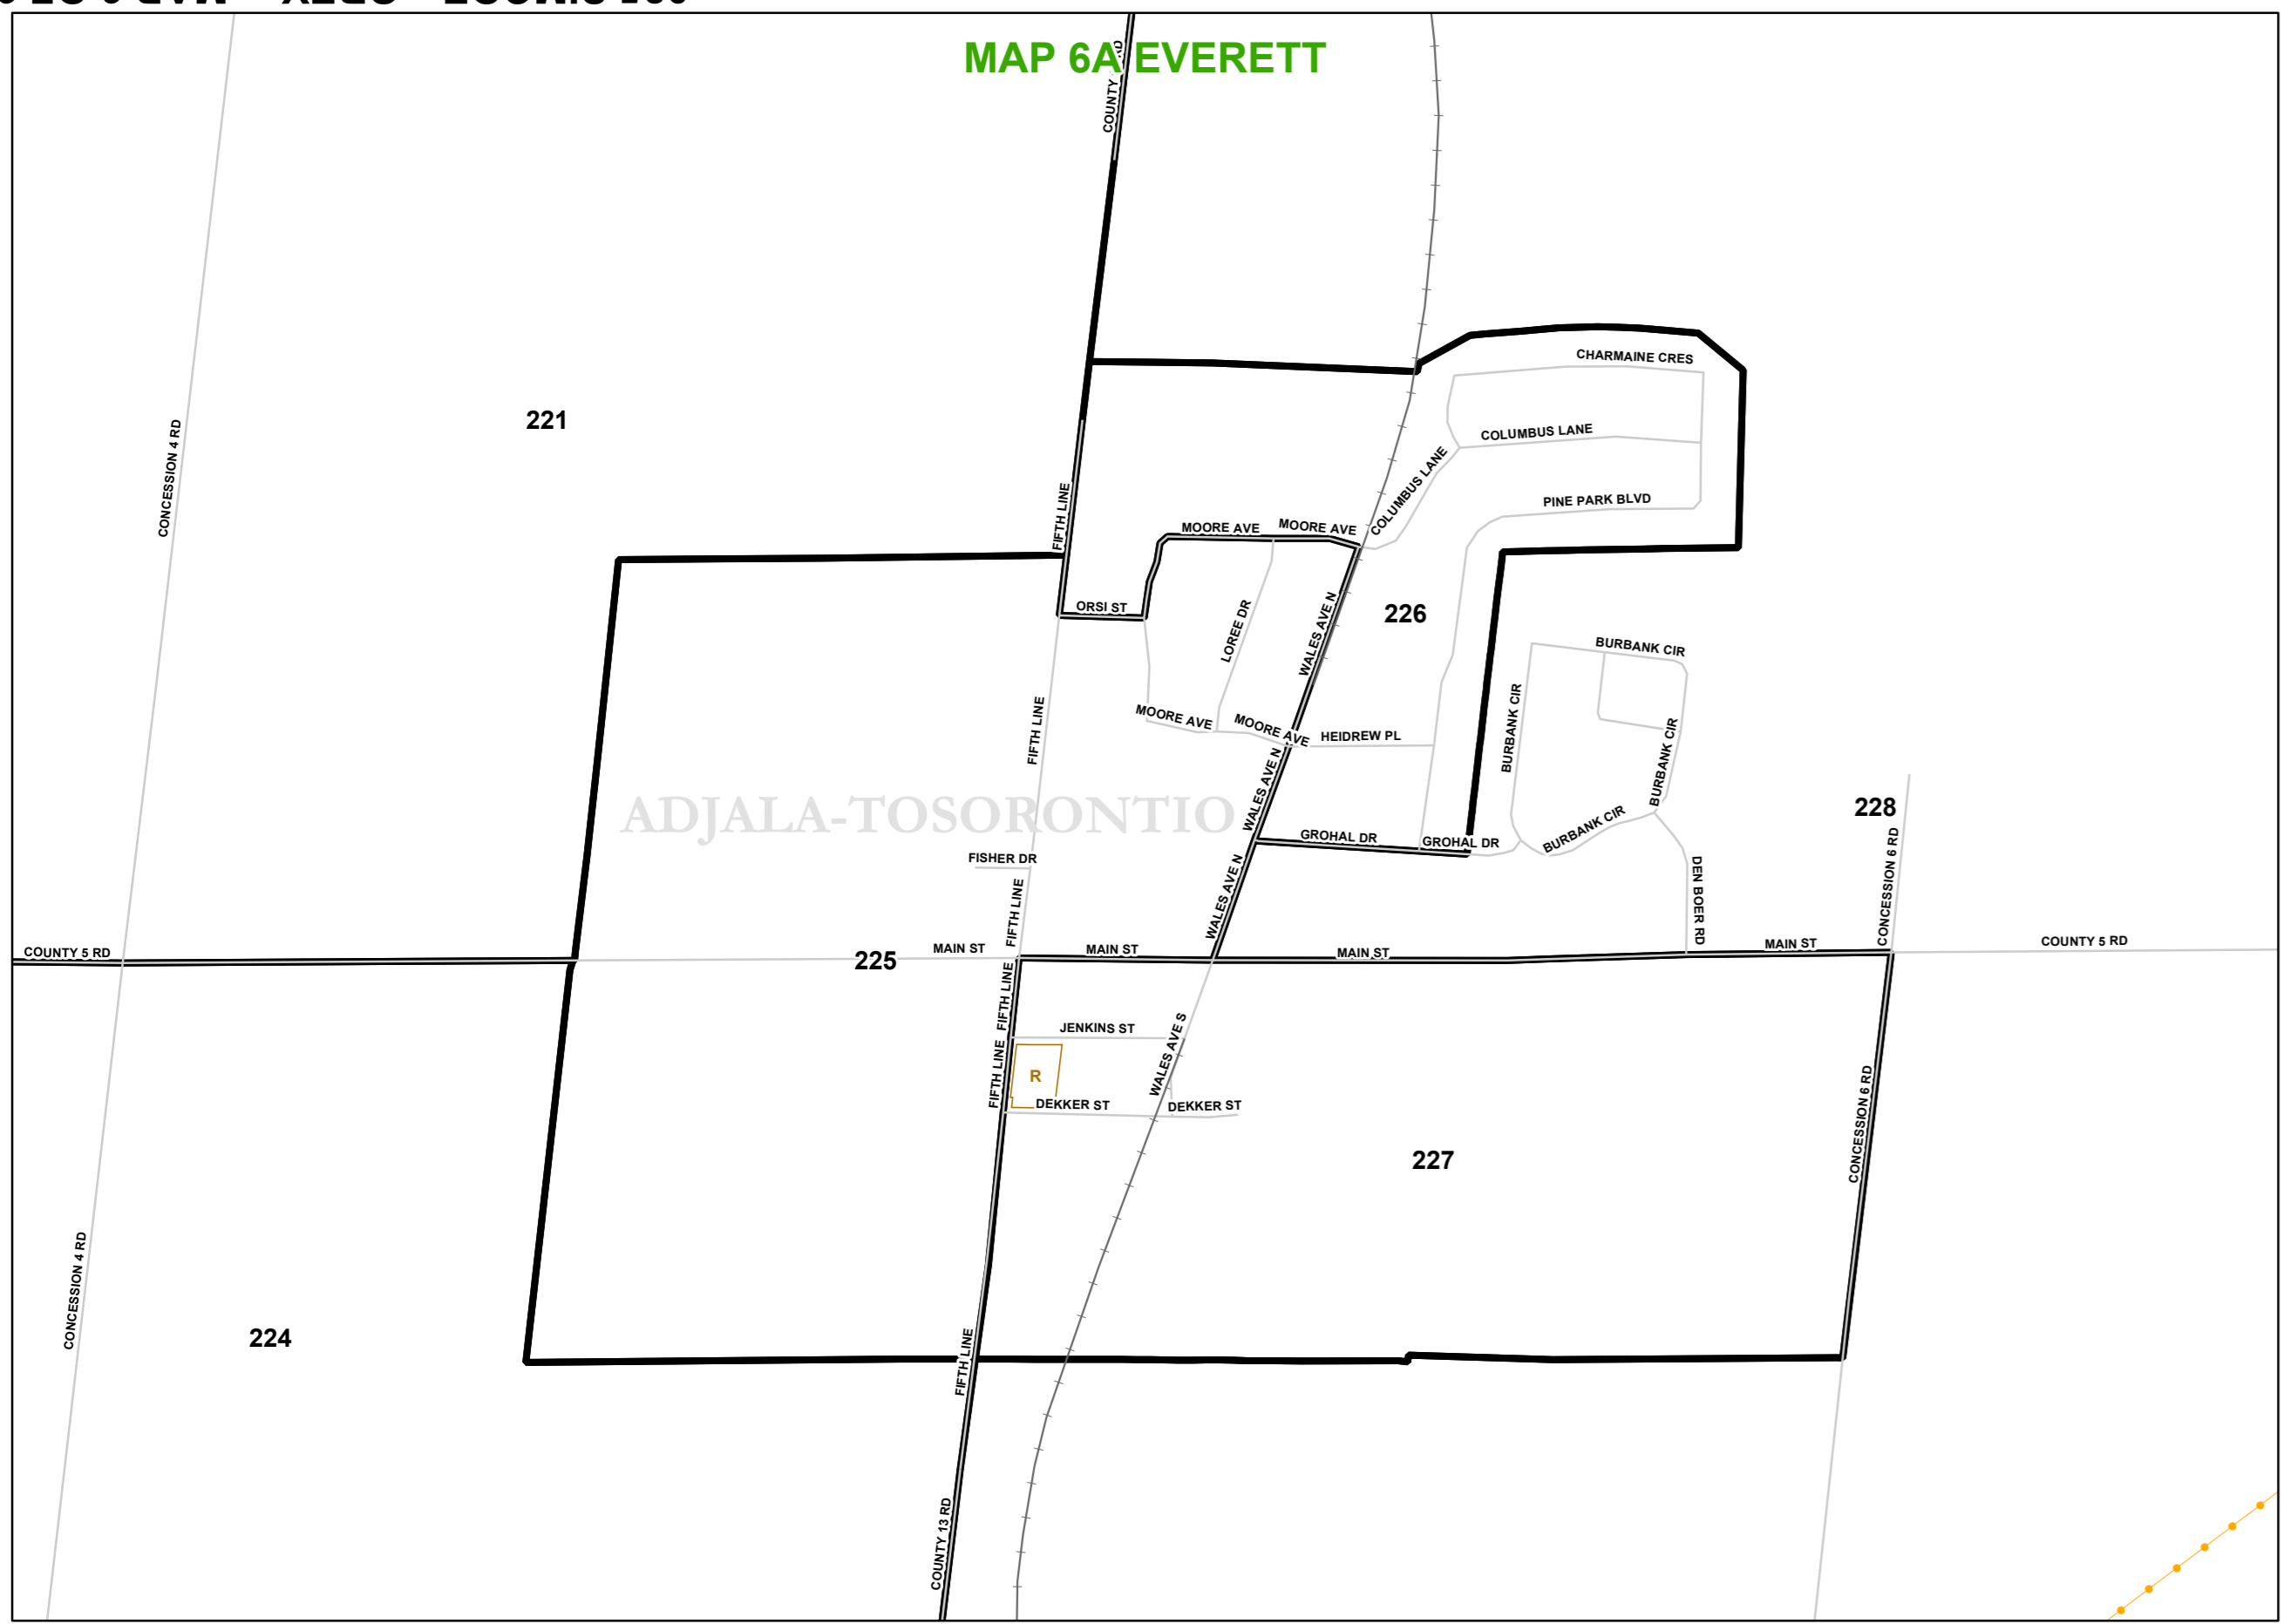 MAP 6A EVERETT
COUNTY
RD
CHARMAINE CRES
221
COLUMBUS LANE
CONCESSION 4 RD
COLUMBUS LANE
PINE PARK BLVD
FIFTH LINE
MOORE AVE
MOORE AVE
ORSI ST
226
LOREE DR
WALES AVE N
BURBANK CIR
MOORE AVE
MOORE AVE
HEIDREW PL
FIFTH LINE
BURBANK CIR
BURBANK CIR
WALES AVE N
ADJALA-TOSORONTIO
228
GROHAL DR
GROHAL DR
BURBANK CIR
FISHER DR
WALES AVE N
FIFTH LINE
DEN BOER RD
CONCESSION 6 RD
COUNTY 5 RD
MAIN ST
MAIN ST
MAIN ST
MAIN ST
COUNTY 5 RD
225
FIFTH LINE
JENKINS ST
WALES AVE S
FIFTH LINE
R
DEKKER ST
DEKKER ST
CONCESSION 6 RD
227
CONCESSION 4 RD
224
FIFTH LINE
COUNTY 13 RD